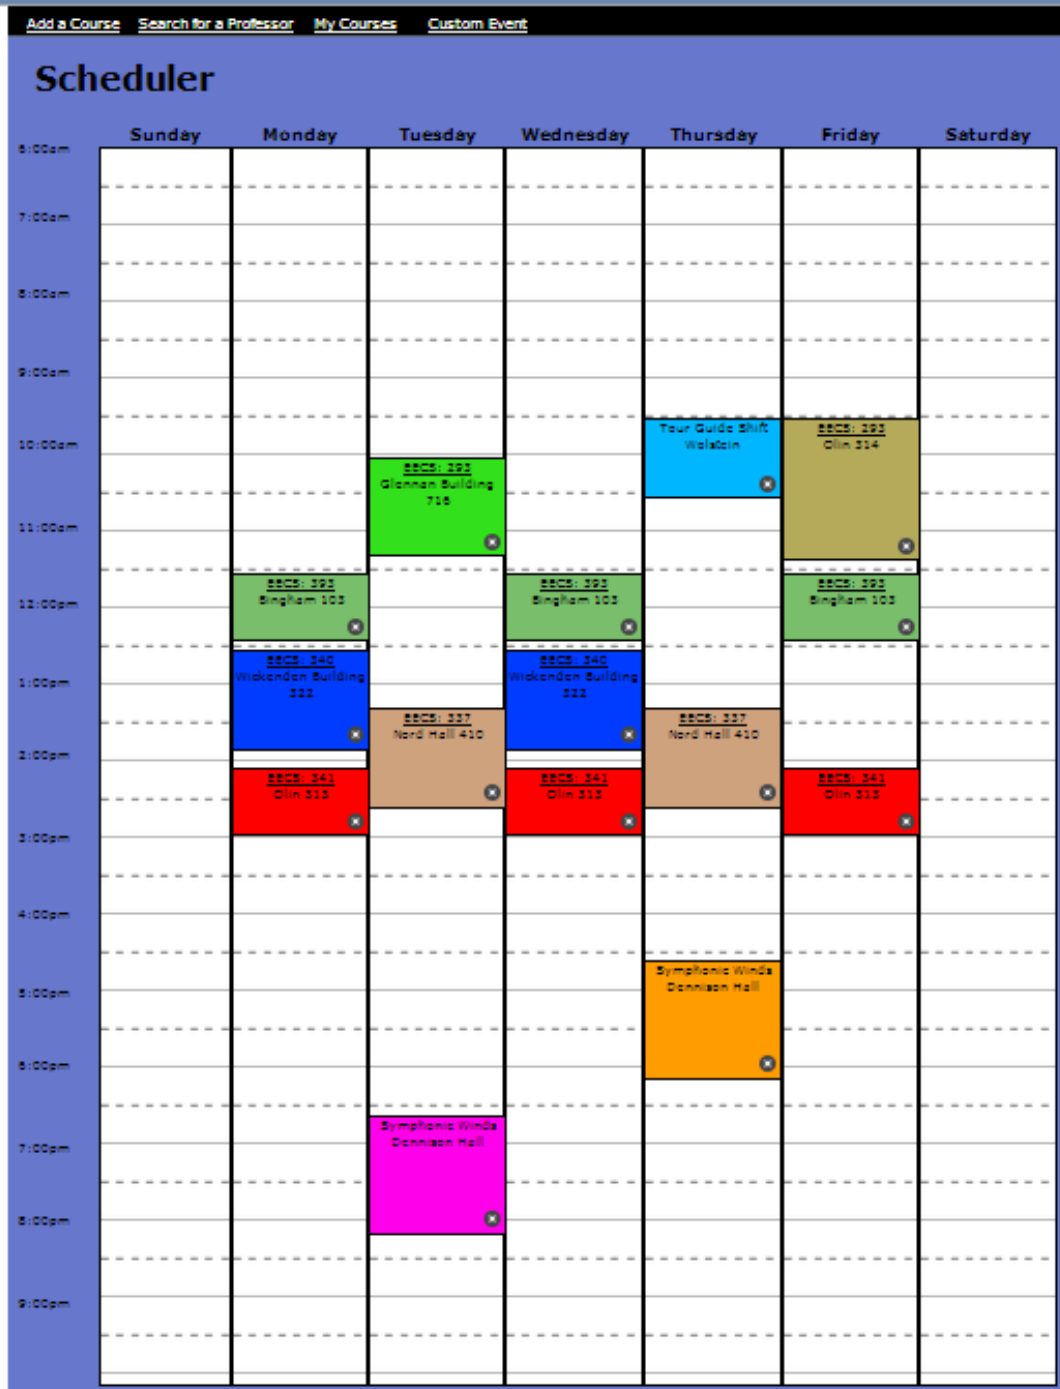 Add a Course Search for a Professor My Courses Custom Event
Scheduler
Sunday Monday Tuesday Wednesday Thursday Friday Saturday
6:00am
7:00am
8:00am
9:00am
10:00am
11:00am
12:00pm
1:00pm
2:00pm
3:00pm
4:00pm
5:00pm
6:00pm
7:00pm
8:00pm
9:00pm
EECS: 393
Bingham 103
EECS: 340
Wickenden Building
322
EECS: 341
Olin 313
EECS: 293
Glennan Building
716
EECS: 337
Nord Hall 410
Symphonic Winds
Dennison Hall
EECS: 393
Bingham 103
EECS: 340
Wickenden Building
322
EECS: 341
Olin 313
Tour Guide Shift
Wolstein
EECS: 337
Nord Hall 410
Symphonic Winds
Dennison Hall
EECS: 293
Olin 314
EECS: 393
Bingham 103
EECS: 341
Olin 313